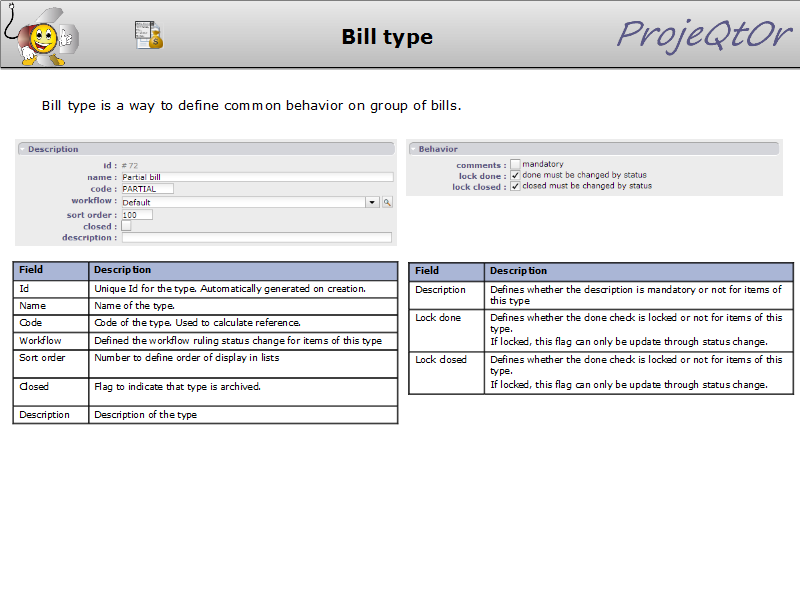 Bill type
ProjeQtOr
Bill type is a way to define common behavior on group of bills.
Description
id : # 72
name : Partial bill
code : PARTIAL
workflow : Default
sort order : 100
closed :
description :
Behavior
comments : mandatory
lock done : done must be changed by status
lock closed : closed must be changed by status
Field Description
Id Unique Id for the type. Automatically generated on creation.
Name Name of the type.
Code Code of the type. Used to calculate reference.
Workflow Defined the workflow ruling status change for items of this type
Sort order Number to define order of display in lists
Closed Flag to indicate that type is archived.
Description Description of the type
Field Description
Description Defines whether the description is mandatory or not for items of
this type
Lock done Defines whether the done check is locked or not for items of this
type.
If locked, this flag can only be update through status change.
Lock closed Defines whether the done check is locked or not for items of this
type.
If locked, this flag can only be update through status change.